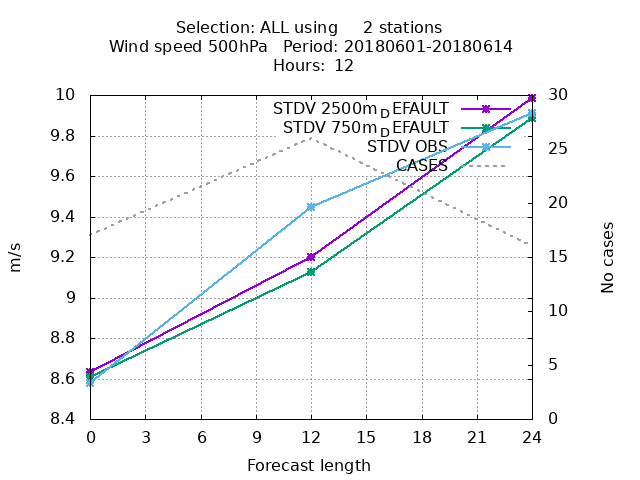 Selection: ALL using     2 stations
Wind speed 500hPa   Period: 20180601-20180614
Hours: 12
STDV 2500m_DEFAULT
STDV 750m_DEFAULT
STDV OBS
CASES
10
9.8
9.6
9.4
9.2
9
8.8
8.6
8.4
30
25
20
15
10
5
0
m/s
No cases
0 3 6 9 12 15 18 21 24
Forecast length